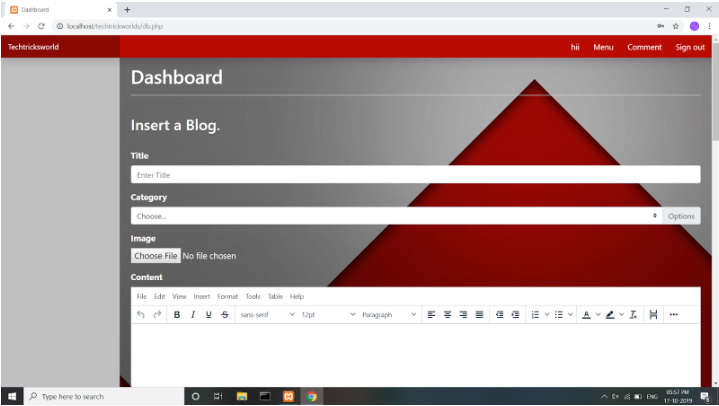 Dashboard
localhost/techtricksworlds/db.php
Techtricksworld
hii Menu Comment Sign out
Dashboard
Insert a Blog.
Title
Enter Title
Category
Choose... Options
Image
Choose File No file chosen
Content
File Edit View Insert Format Tools Table Help
B I U S sans-serif 12pt Paragraph A
Type here to search
ENG 05:57 PM
17-10-2019